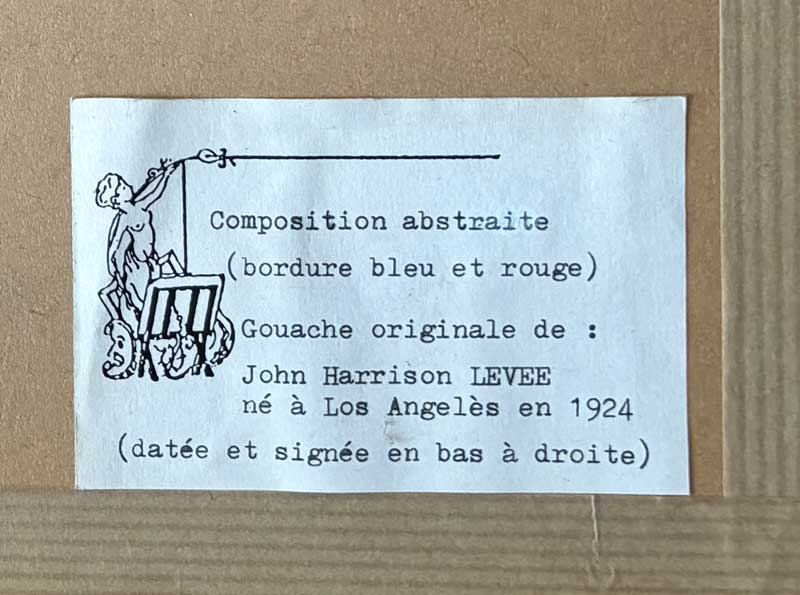 Composition abstraite
(bordure bleu et rouge)
Gouache originale de :
John Harrison LEVEE
né à Los Angelès en 1924
(datée et signée en bas à droite)